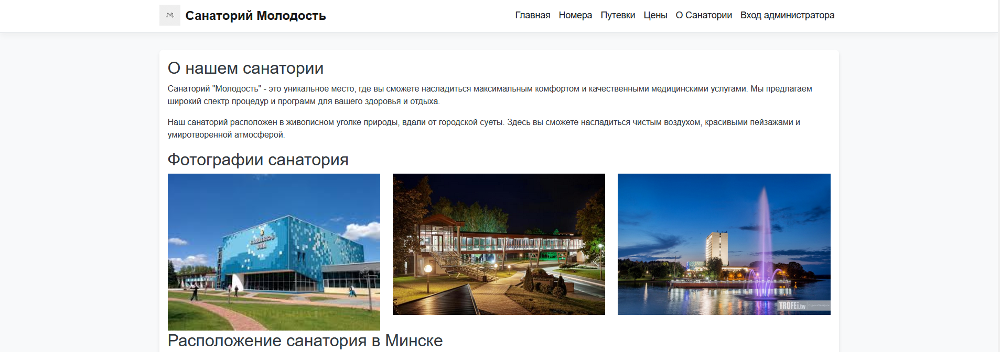 Санаторий Молодость
Главная Номера Путевки Цены О Санатории Вход администратора
О нашем санатории
Санаторий "Молодость" - это уникальное место, где вы сможете насладиться максимальным комфортом и качественными медицинскими услугами. Мы предлагаем
широкий спектр процедур и программ для вашего здоровья и отдыха.
Наш санаторий расположен в живописном уголке природы, вдали от городской суеты. Здесь вы сможете насладиться чистым воздухом, красивыми пейзажами и
умиротворенной атмосферой.
Фотографии санатория
TROFEI.by
Расположение санатория в Минске